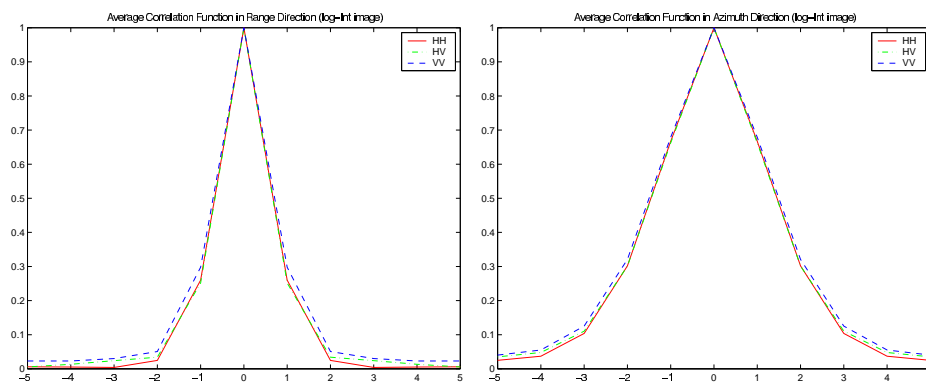 Average Correlation Function in Range Direction (log-Int image)
HH
HV
VV
1
0.9
0.8
0.7
0.6
0.5
0.4
0.3
0.2
0.1
0
-5 -4 -3 -2 -1 0 1 2 3 4 5
Average Correlation Function in Azimuth Direction (log-Int image)
HH
HV
VV
1
0.9
0.8
0.7
0.6
0.5
0.4
0.3
0.2
0.1
0
-5 -4 -3 -2 -1 0 1 2 3 4